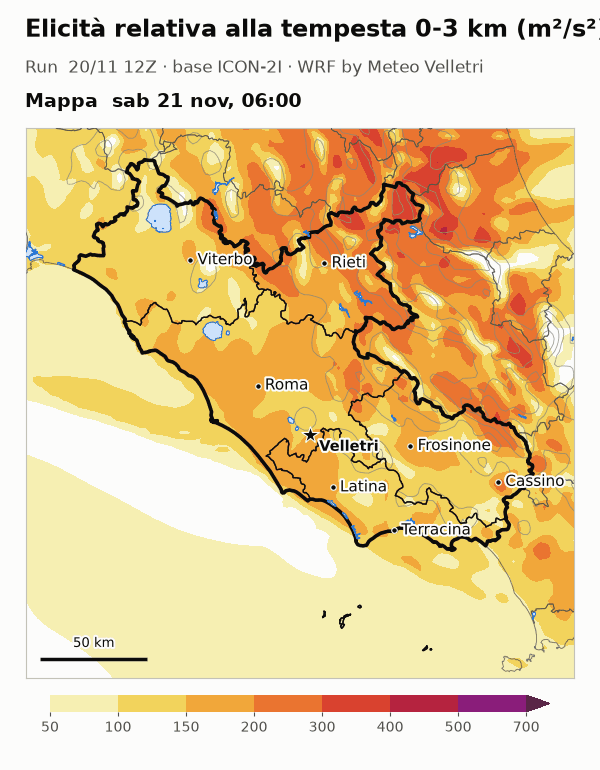 Elicità relativa alla tempesta 0-3 km (m²/s²)
Run 20/11 12Z · base ICON-2I · WRF by Meteo Velletri
Mappa sab 21 nov, 06:00
Viterbo
Rieti
Roma
Velletri
Frosinone
Cassino
Latina
Terracina
50 km
50 100 150 200 300 400 500 700